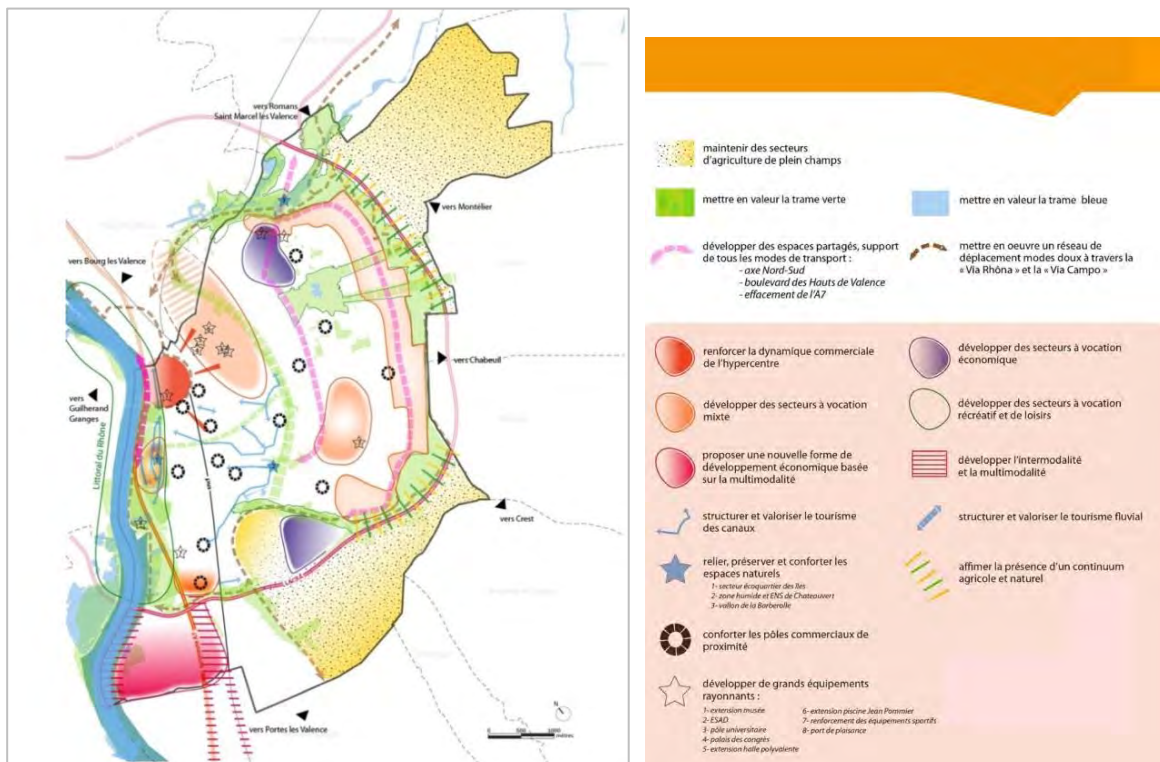 vers Romans
Saint Marcel les Valence
vers Montélier
vers Bourg les Valence
vers Chabeuil
vers
Guilherand
Granges
Littoral du Rhône
vers Crest
vers Portes les Valence
N
0 500 1000
mètres
maintenir des secteurs
d'agriculture de plein champs
mettre en valeur la trame verte
mettre en valeur la trame bleue
développer des espaces partagés, support
de tous les modes de transport :
- axe Nord-Sud
- boulevard des Hauts de Valence
- effacement de l'A7
mettre en oeuvre un réseau de
déplacement modes doux à travers la
« Via Rhôna » et la « Via Campo »
renforcer la dynamique commerciale
de l'hypercentre
développer des secteurs à vocation
économique
développer des secteurs à vocation
mixte
développer des secteurs à vocation
récréatif et de loisirs
proposer une nouvelle forme de
développement économique basée
sur la multimodalité
développer l'intermodalité
et la multimodalité
structurer et valoriser le tourisme
des canaux
structurer et valoriser le tourisme fluvial
relier, préserver et conforter les
espaces naturels
1- secteur écoquartier des îles
2- zone humide et ENS de Chateauvert
3- vallon de la Barberolle
affimer la présence d'un continuum
agricole et naturel
conforter les pôles commerciaux de
proximité
développer de grands équipements
rayonnants :
1- extension musée
2- ESAD
3- pôle universitaire
4- palais des congrès
5- extension halle polyvalente
6- extension piscine Jean Pommier
7- renforcement des équipements sportifs
8- port de plaisance